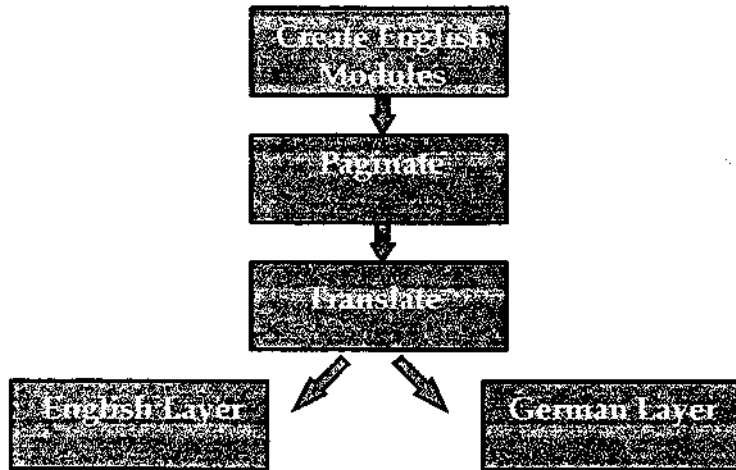 Create English
Modules
Paginate
Translate
English Layer
German Layer